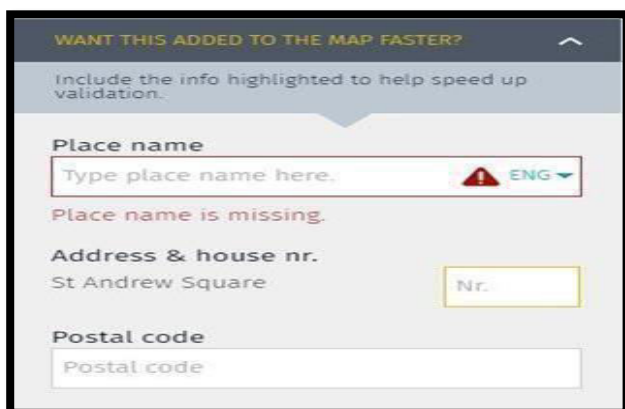 WANT THIS ADDED TO THE MAP FASTER?
Include the info highlighted to help speed up
validation.
Place name
Type place name here. ENG
Place name is missing.
Address & house nr.
St Andrew Square Nr.
Postal code
Postal code